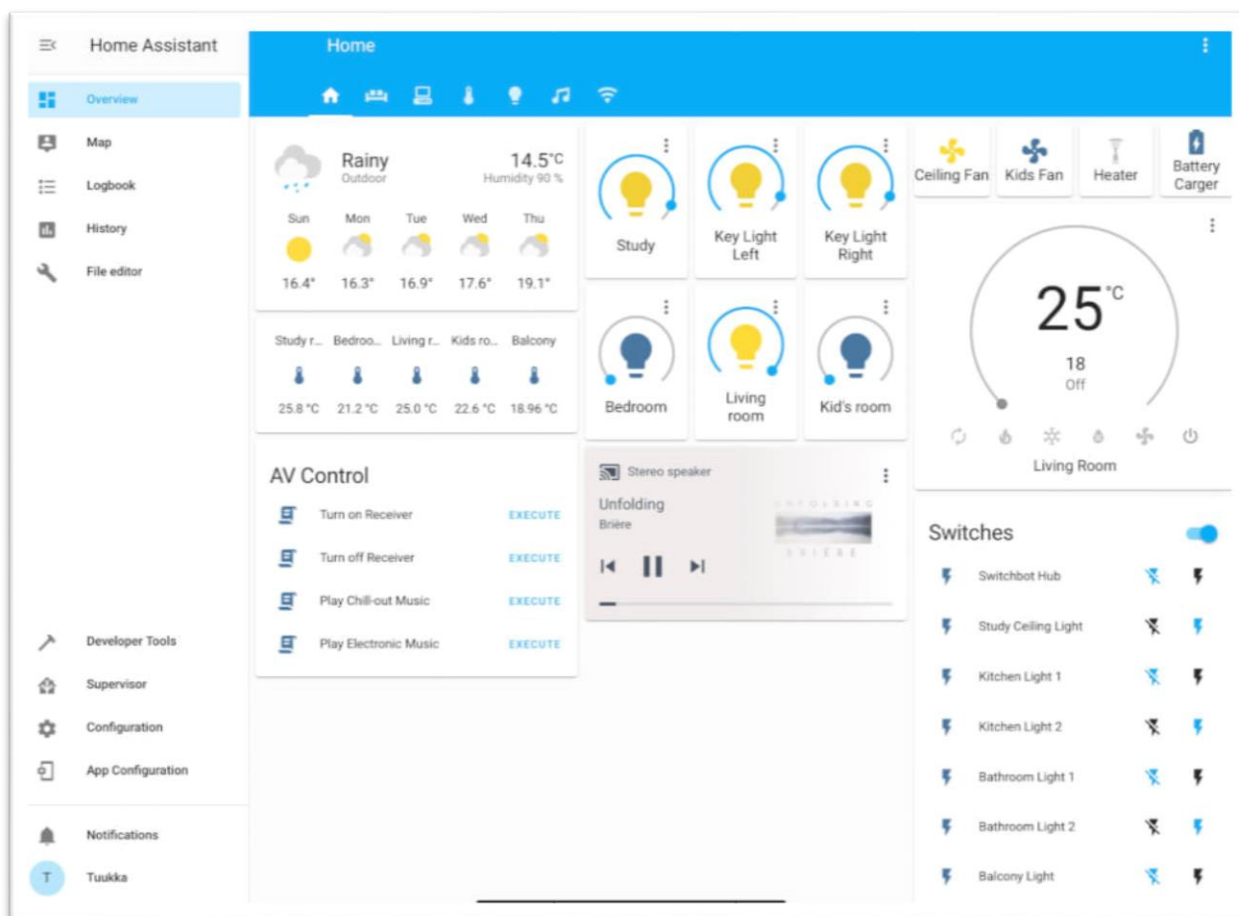 Home Assistant
Overview
Map
Logbook
History
File editor
Developer Tools
Supervisor
Configuration
App Configuration
Notifications
T Tuukka
Home
Rainy 14.5°C
Outdoor Humidity 90 %
Sun Mon Tue Wed Thu
16.4° 16.3° 16.9° 17.6° 19.1°
Study r... Bedroo... Living r... Kids ro... Balcony
25.8 °C 21.2 °C 25.0 °C 22.6 °C 18.96 °C
AV Control
Turn on Receiver EXECUTE
Turn off Receiver EXECUTE
Play Chill-out Music EXECUTE
Play Electronic Music EXECUTE
Study
Key Light
Left
Key Light
Right
Bedroom
Living
room
Kid's room
Stereo speaker
Unfolding
Brière
UNFOLDING
BRIÈRE
Ceiling Fan
Kids Fan
Heater
Battery
Carger
25 °C
18
Off
Living Room
Switches
Switchbot Hub
Study Ceiling Light
Kitchen Light 1
Kitchen Light 2
Bathroom Light 1
Bathroom Light 2
Balcony Light